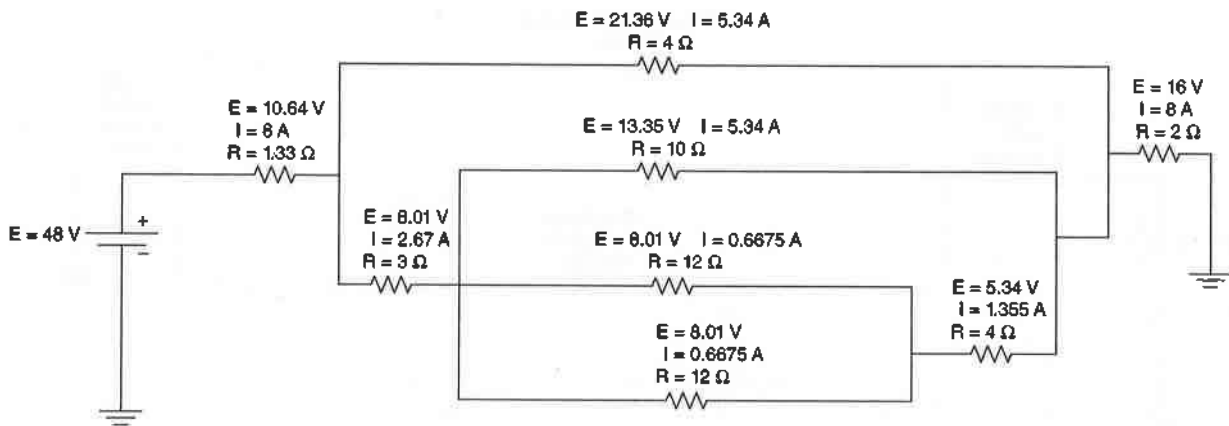 E = 21.36 V I = 5.34 A
R = 4 Ω
E = 10.64 V
I = 8 A
R = 1.33 Ω
E = 13.35 V I = 5.34 A
R = 10 Ω
E = 16 V
I = 8 A
R = 2 Ω
E = 48 V
+
−
E = 8.01 V
I = 2.67 A
R = 3 Ω
E = 8.01 V I = 0.6675 A
R = 12 Ω
E = 5.34 V
I = 1.355 A
R = 4 Ω
E = 8.01 V
I = 0.6675 A
R = 12 Ω